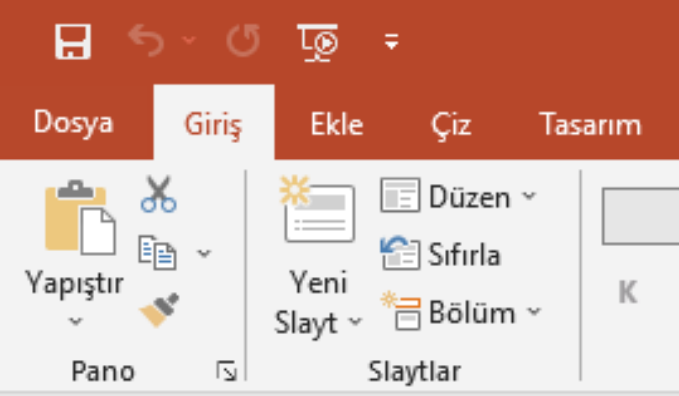 Dosya Giriş Ekle Çiz Tasarım
Yapıştır
Yeni
Slayt
Düzen
Sıfırla
Bölüm
K
Pano
Slaytlar